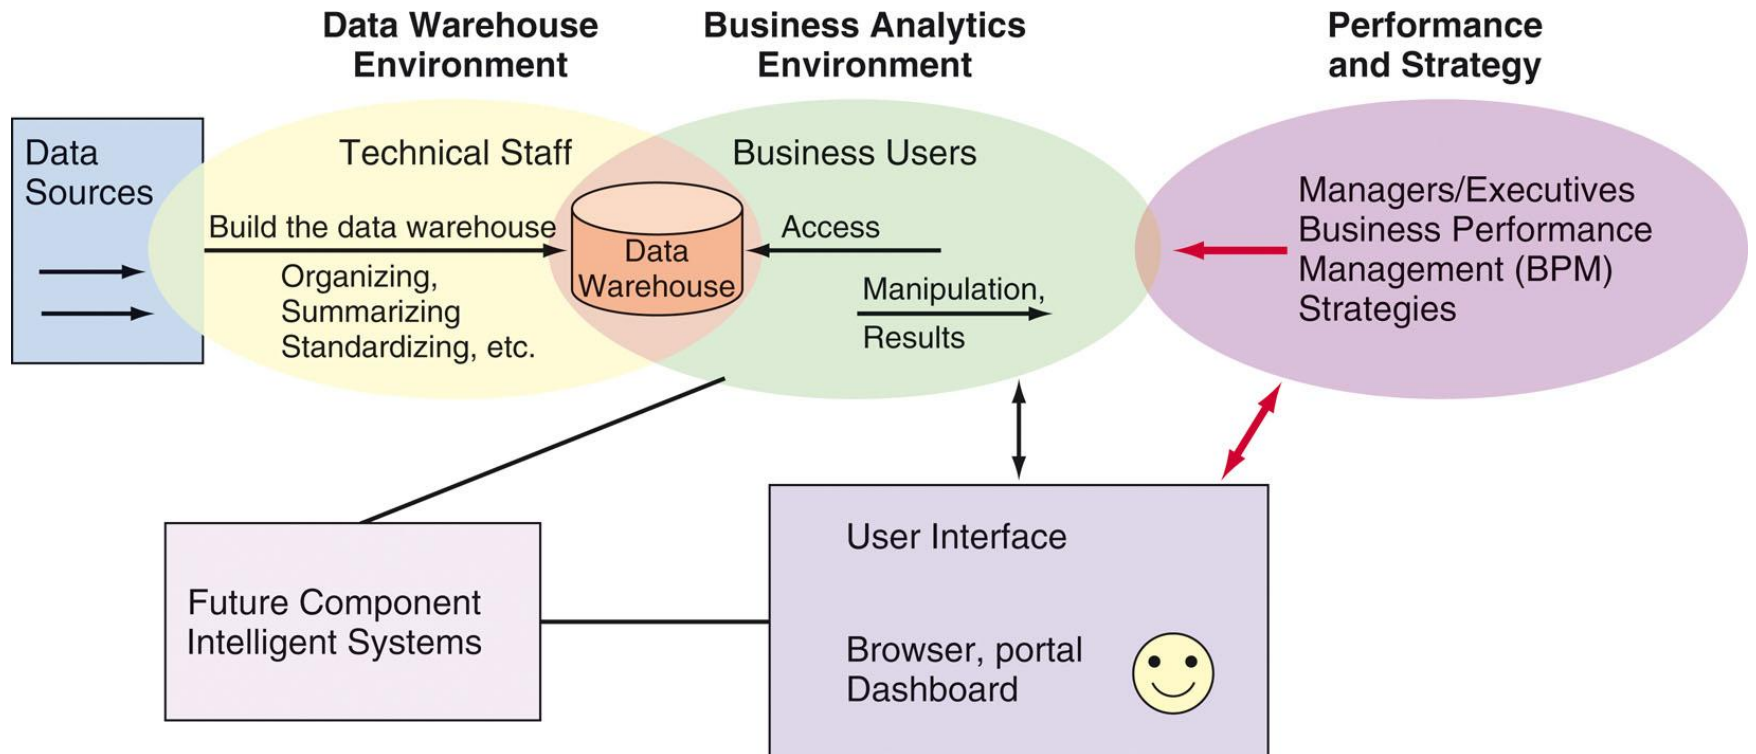 Data Warehouse
Environment
Business Analytics
Environment
Performance
and Strategy
Data
Sources
Technical Staff
Build the data warehouse
Organizing,
Summarizing
Standardizing, etc.
Data
Warehouse
Business Users
Access
Manipulation,
Results
Managers/Executives
Business Performance
Management (BPM)
Strategies
Future Component
Intelligent Systems
User Interface
Browser, portal
Dashboard